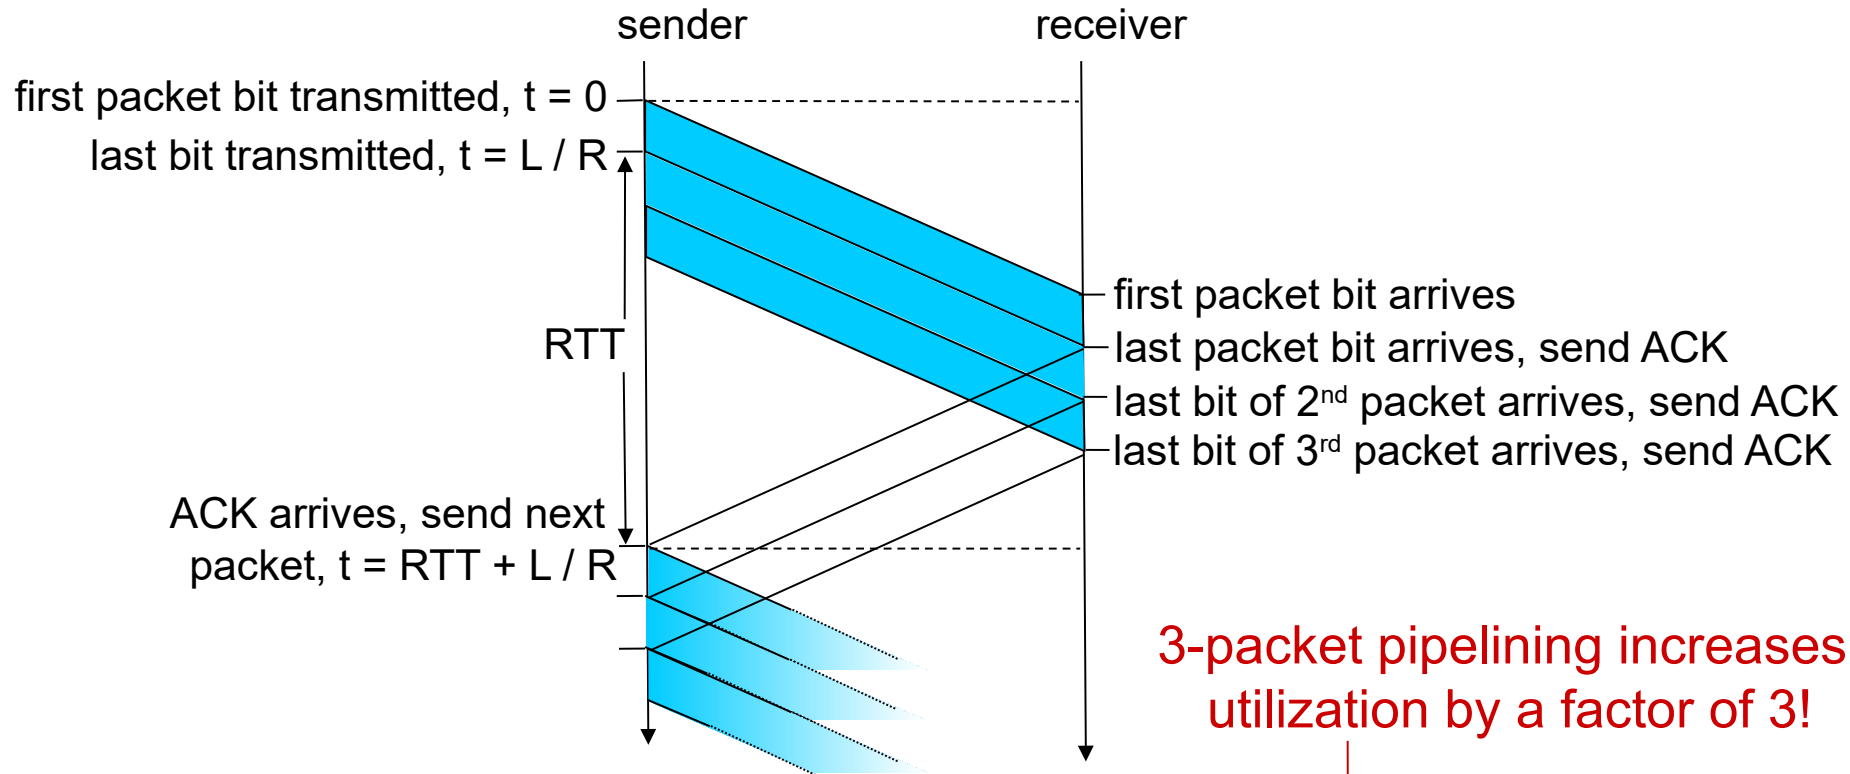 sender
receiver
first packet bit transmitted, t = 0
last bit transmitted, t = L / R
first packet bit arrives
RTT
last packet bit arrives, send ACK
last bit of 2nd packet arrives, send ACK
last bit of 3rd packet arrives, send ACK
ACK arrives, send next
packet, t = RTT + L / R
3-packet pipelining increases
utilization by a factor of 3!